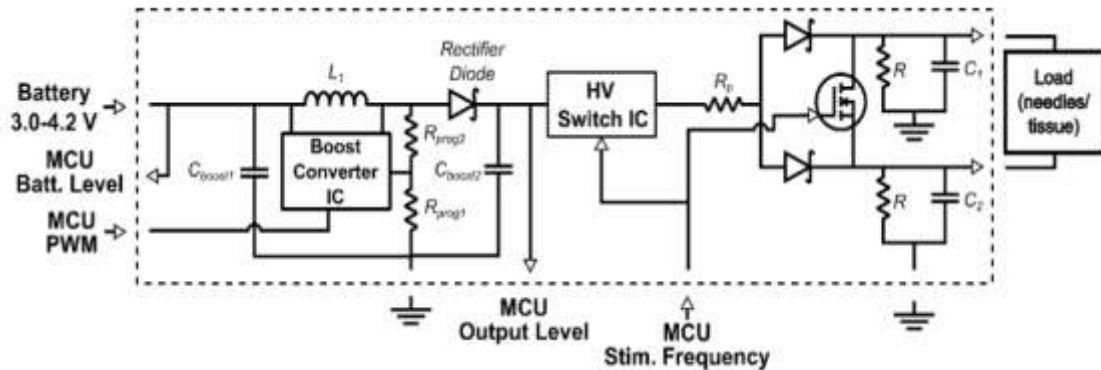 Battery
3.0-4.2 V
MCU
Batt. Level
MCU
PWM
L1
Rectifier
Diode
Boost
Converter
IC
Cboost1
Rprog2
Rprog1
Cboost2
HV
Switch IC
Rp
R
C1
R
C2
Load
(needles/
tissue)
MCU
Output Level
MCU
Stim. Frequency